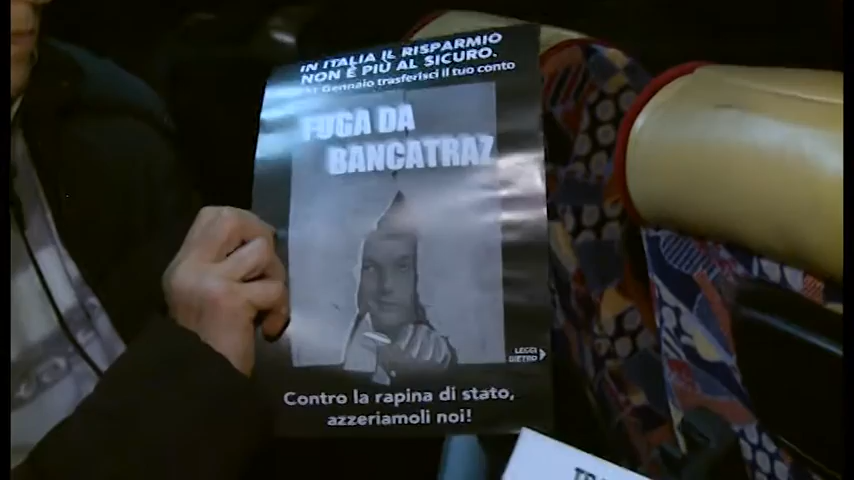 IN ITALIA IL RISPARMIO
NON È PIÙ AL SICURO.
Gennaio trasferisci il tuo conto
FUGA DA
BANCATRAZ
LEGGI
DIETRO
Contro la rapina di stato,
azzeriamoli noi!